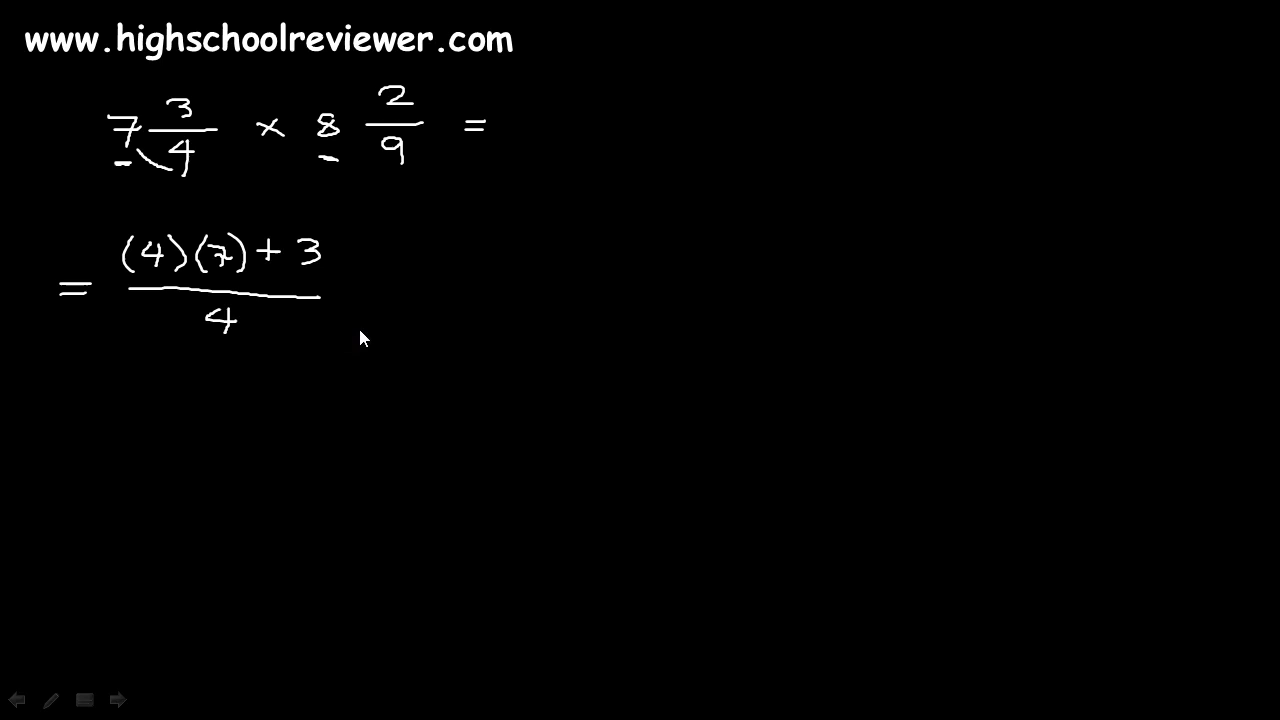 www.highschoolreviewer.com
7 3/4 × 8 2/9 =
= ((4)(7) + 3)/4